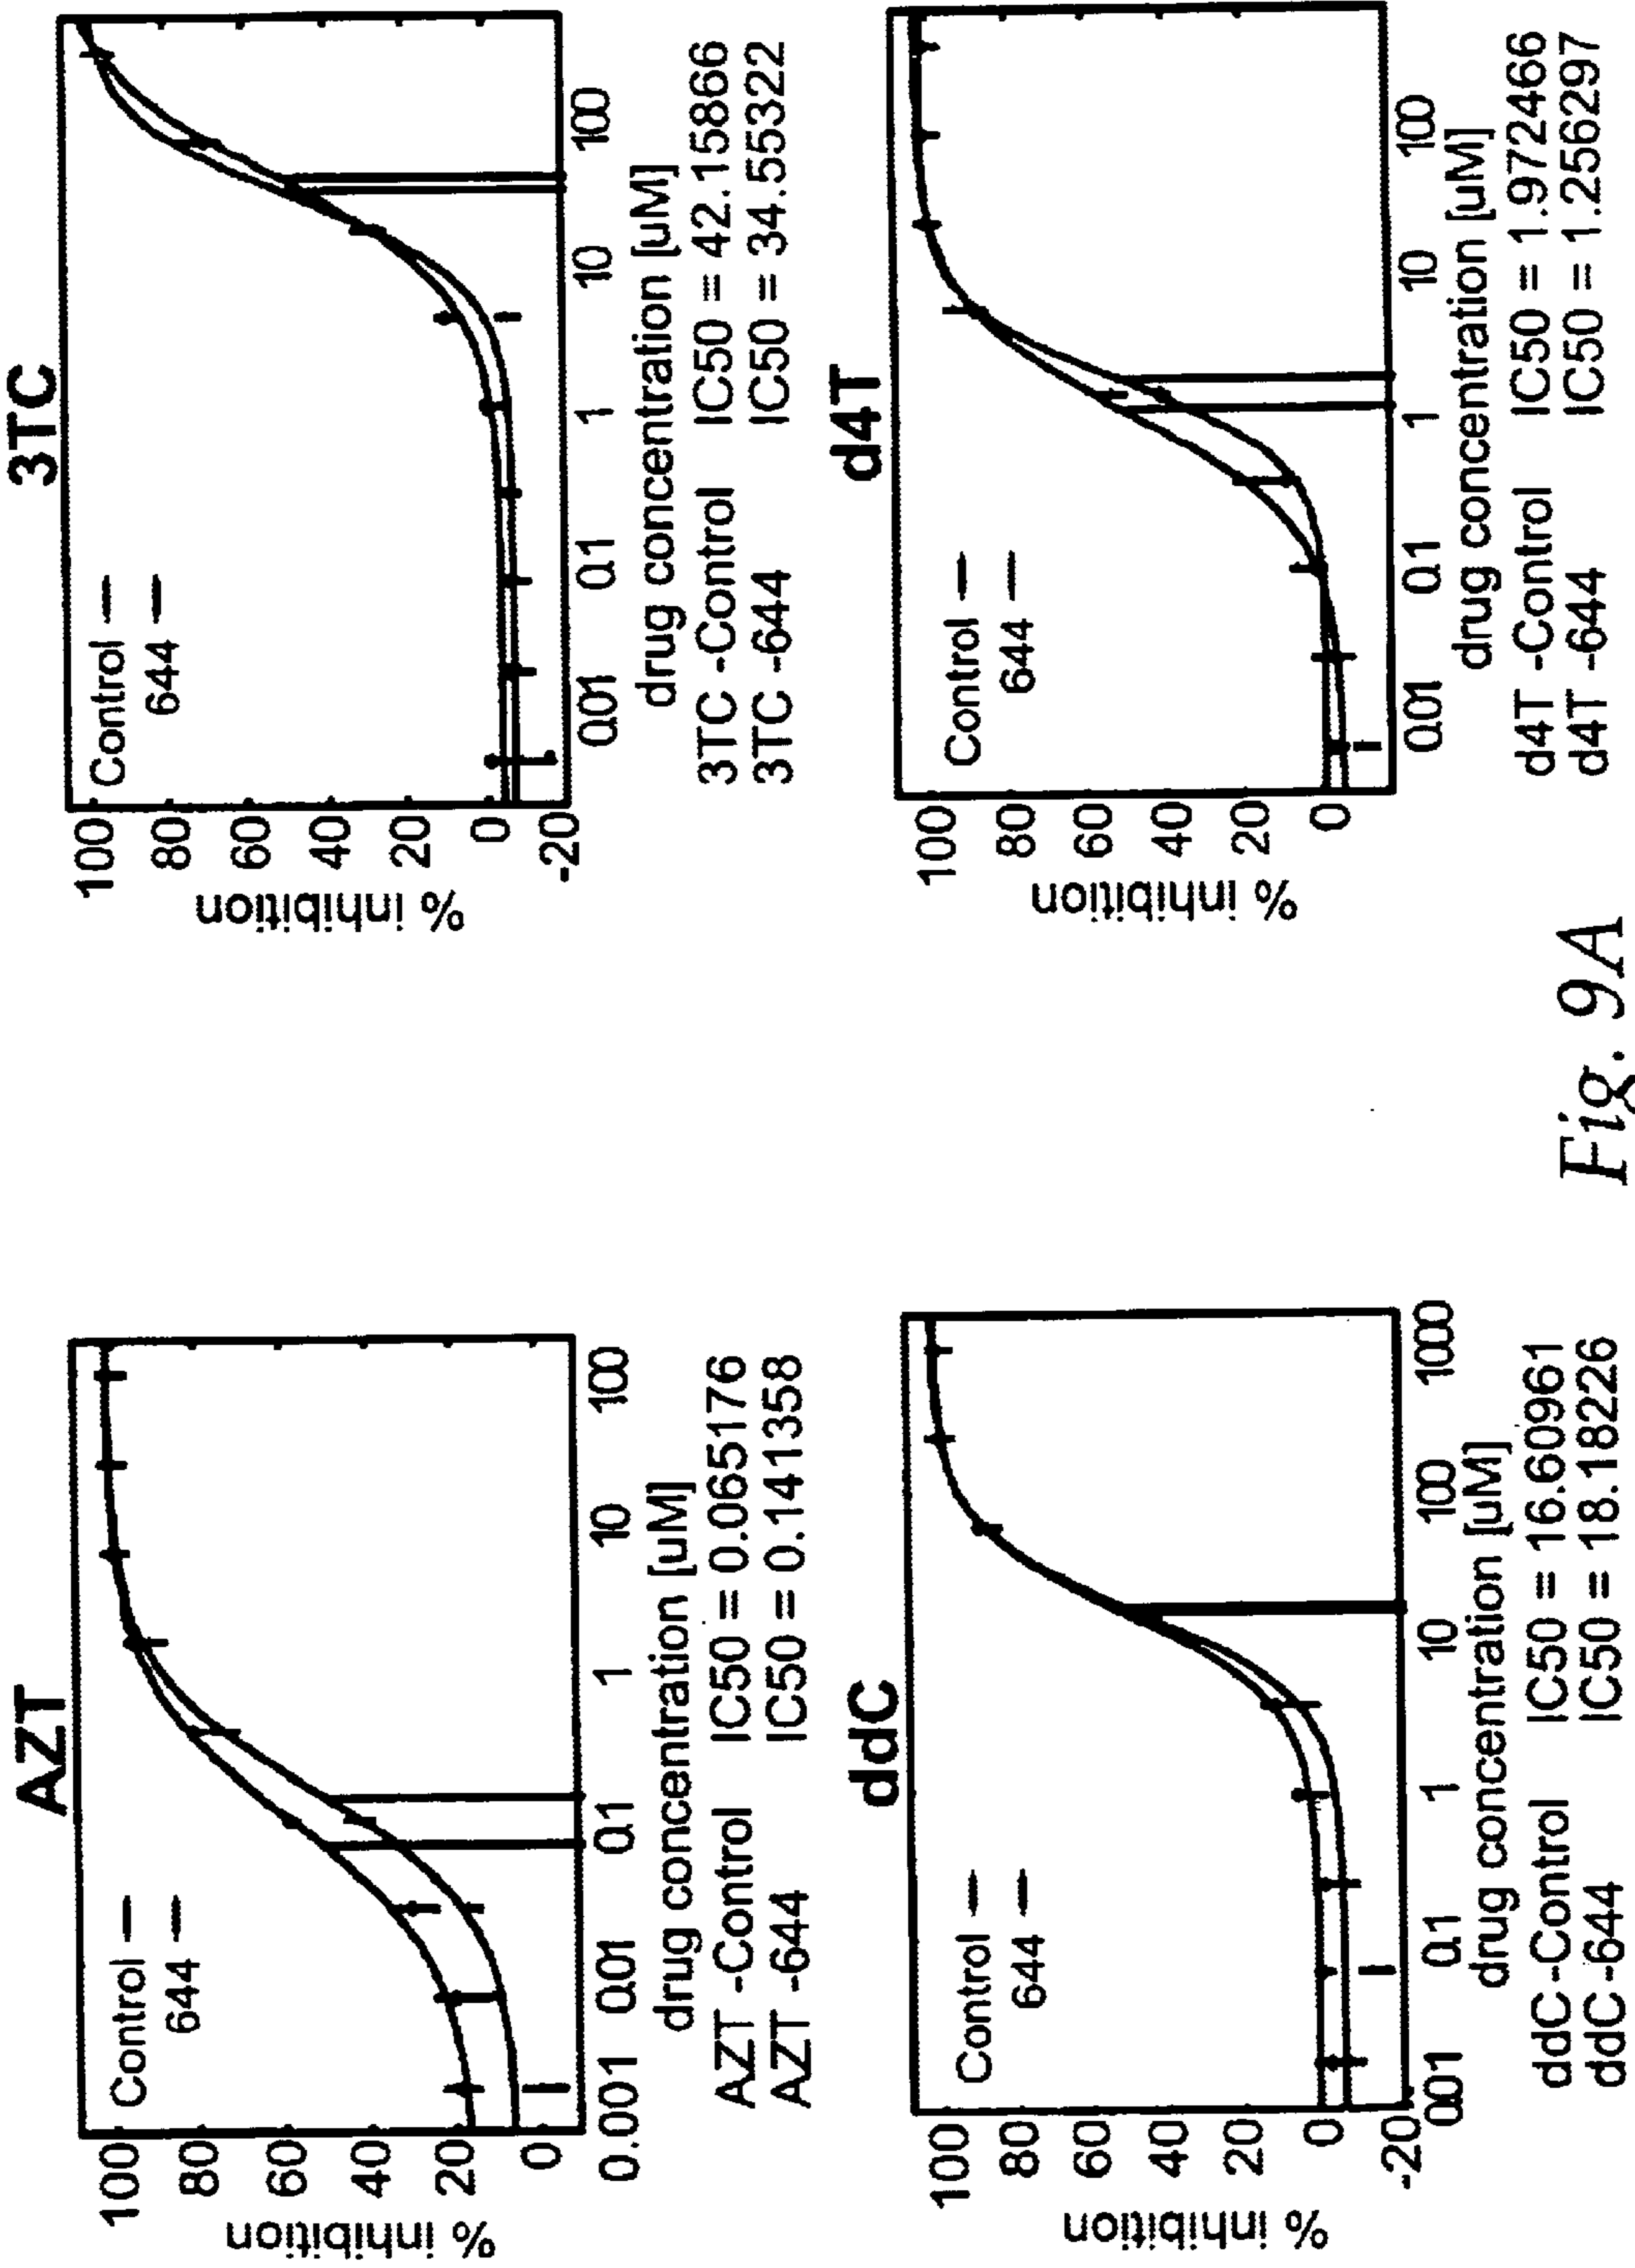 AZT
% inhibition
100
80
60
40
20
0
Control
644
0.001 0.01 0.1 1 10 100
drug concentration [uM]
AZT -Control IC50 = 0.065176
AZT -644 IC50 = 0.141358
3TC
% inhibition
100
80
60
40
20
0
-20
Control
644
0.01 0.1 1 10 100
drug concentration [uM]
3TC -Control IC50 = 42.15866
3TC -644 IC50 = 34.55322
ddC
% inhibition
100
80
60
40
20
0
-20
Control
644
0.01 0.1 1 10 100 1000
drug concentration [uM]
ddC -Control IC50 = 16.60961
ddC -644 IC50 = 18.18226
d4T
% inhibition
100
80
60
40
20
0
Control
644
0.01 0.1 1 10 100
drug concentration [uM]
d4T -Control IC50 = 1.972466
d4T -644 IC50 = 1.256297
Fig. 9A